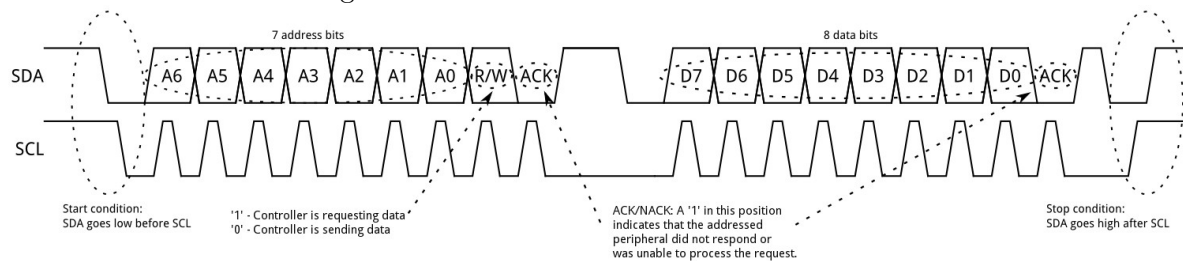 7 address bits
8 data bits
SDA
A6 A5 A4 A3 A2 A1 A0 R/W ACK
D7 D6 D5 D4 D3 D2 D1 D0 ACK
SCL
Start condition:
SDA goes low before SCL
'1' - Controller is requesting data
'0' - Controller is sending data
ACK/NACK: A '1' in this position
indicates that the addressed
peripheral did not respond or
was unable to process the request.
Stop condition:
SDA goes high after SCL